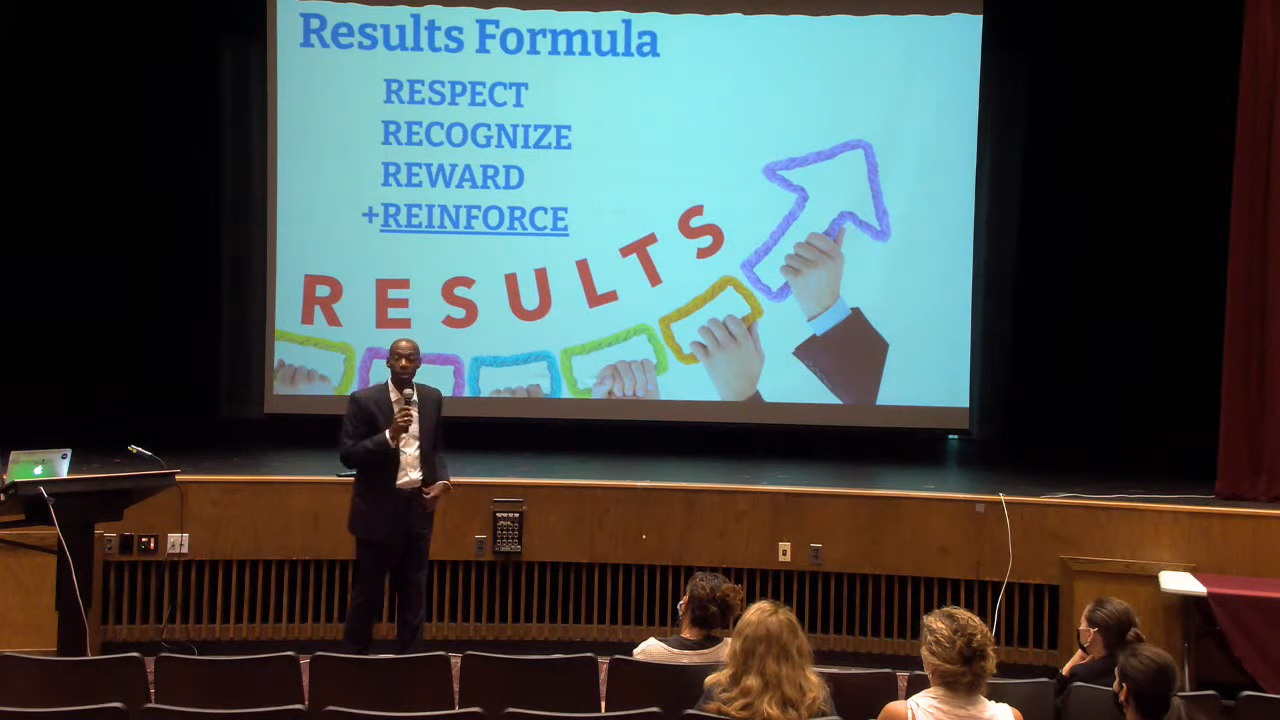 Results Formula
RESPECT
RECOGNIZE
REWARD
+REINFORCE
RESULTS